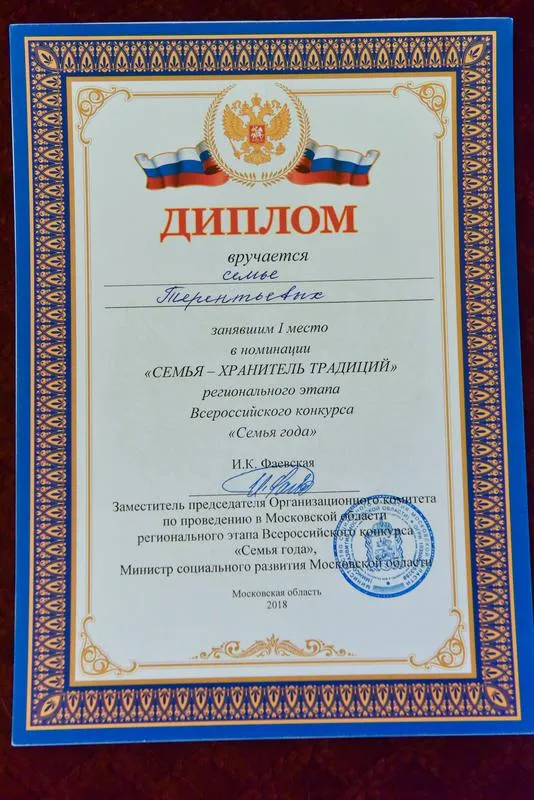 ДИПЛОМ
вручается
семье
Терентьевых
занявшим I место
в номинации
«СЕМЬЯ – ХРАНИТЕЛЬ ТРАДИЦИЙ»
регионального этапа
Всероссийского конкурса
«Семья года»
И.К. Фаевская
Заместитель председателя Организационного комитета
по проведению в Московской области
регионального этапа Всероссийского конкурса
«Семья года»,
Министр социального развития Московской области
Московская область
2018